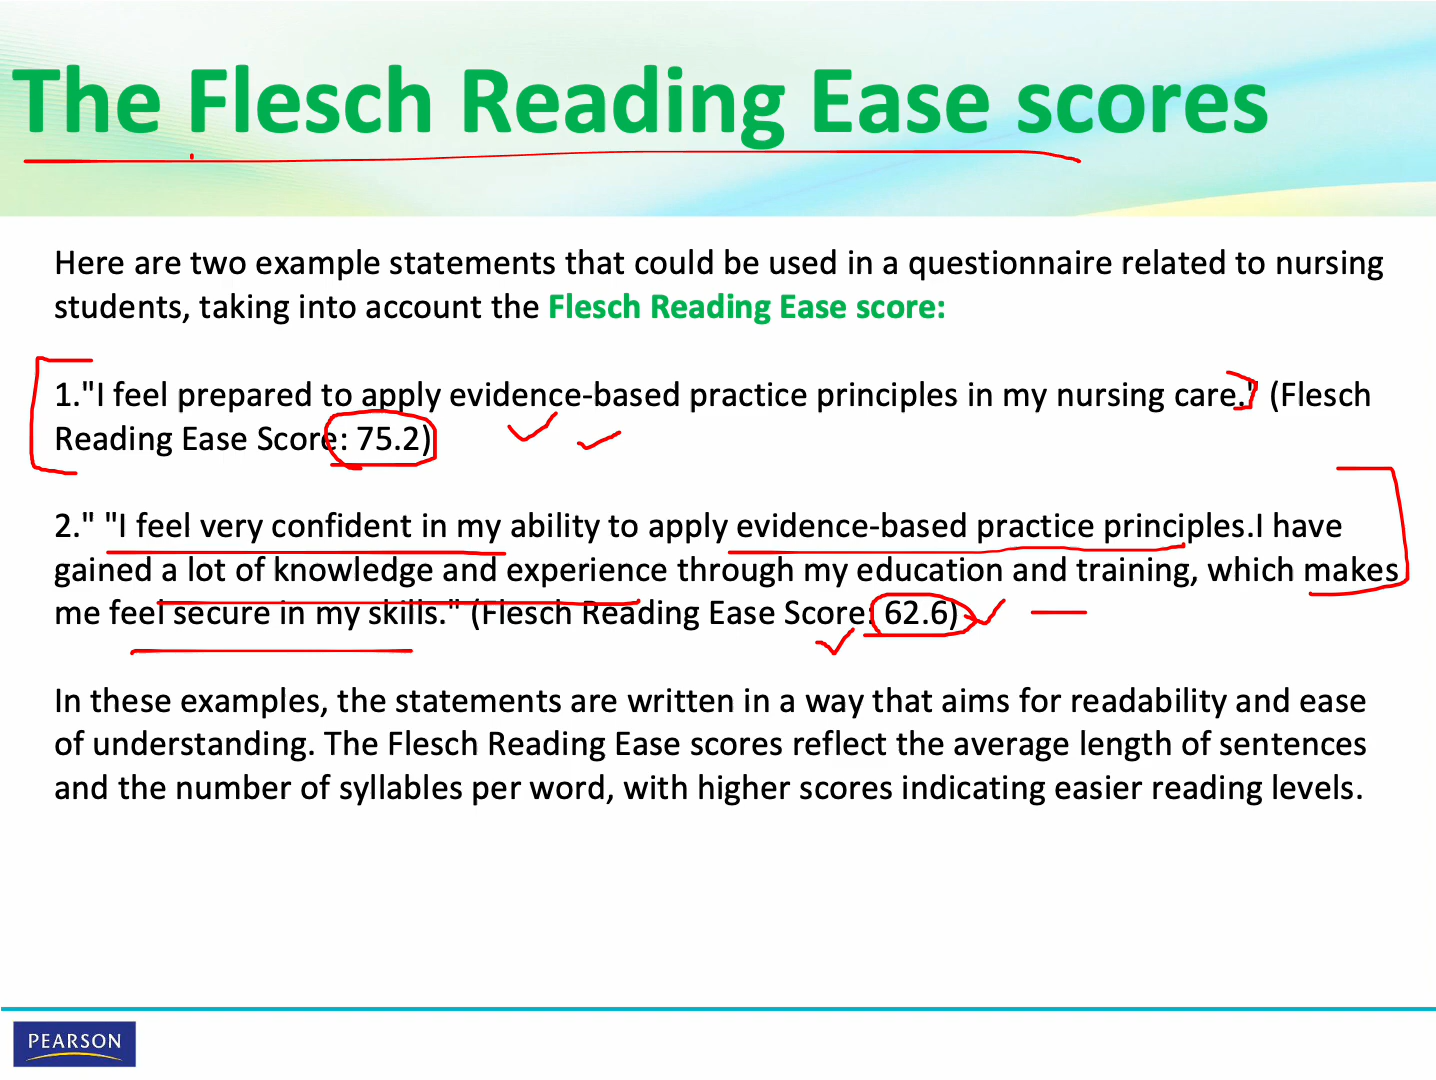 The Flesch Reading Ease scores
Here are two example statements that could be used in a questionnaire related to nursing
students, taking into account the Flesch Reading Ease score:
1."I feel prepared to apply evidence-based practice principles in my nursing care." (Flesch
Reading Ease Score: 75.2)
2." "I feel very confident in my ability to apply evidence-based practice principles.I have
gained a lot of knowledge and experience through my education and training, which makes
me feel secure in my skills." (Flesch Reading Ease Score: 62.6)
In these examples, the statements are written in a way that aims for readability and ease
of understanding. The Flesch Reading Ease scores reflect the average length of sentences
and the number of syllables per word, with higher scores indicating easier reading levels.
PEARSON